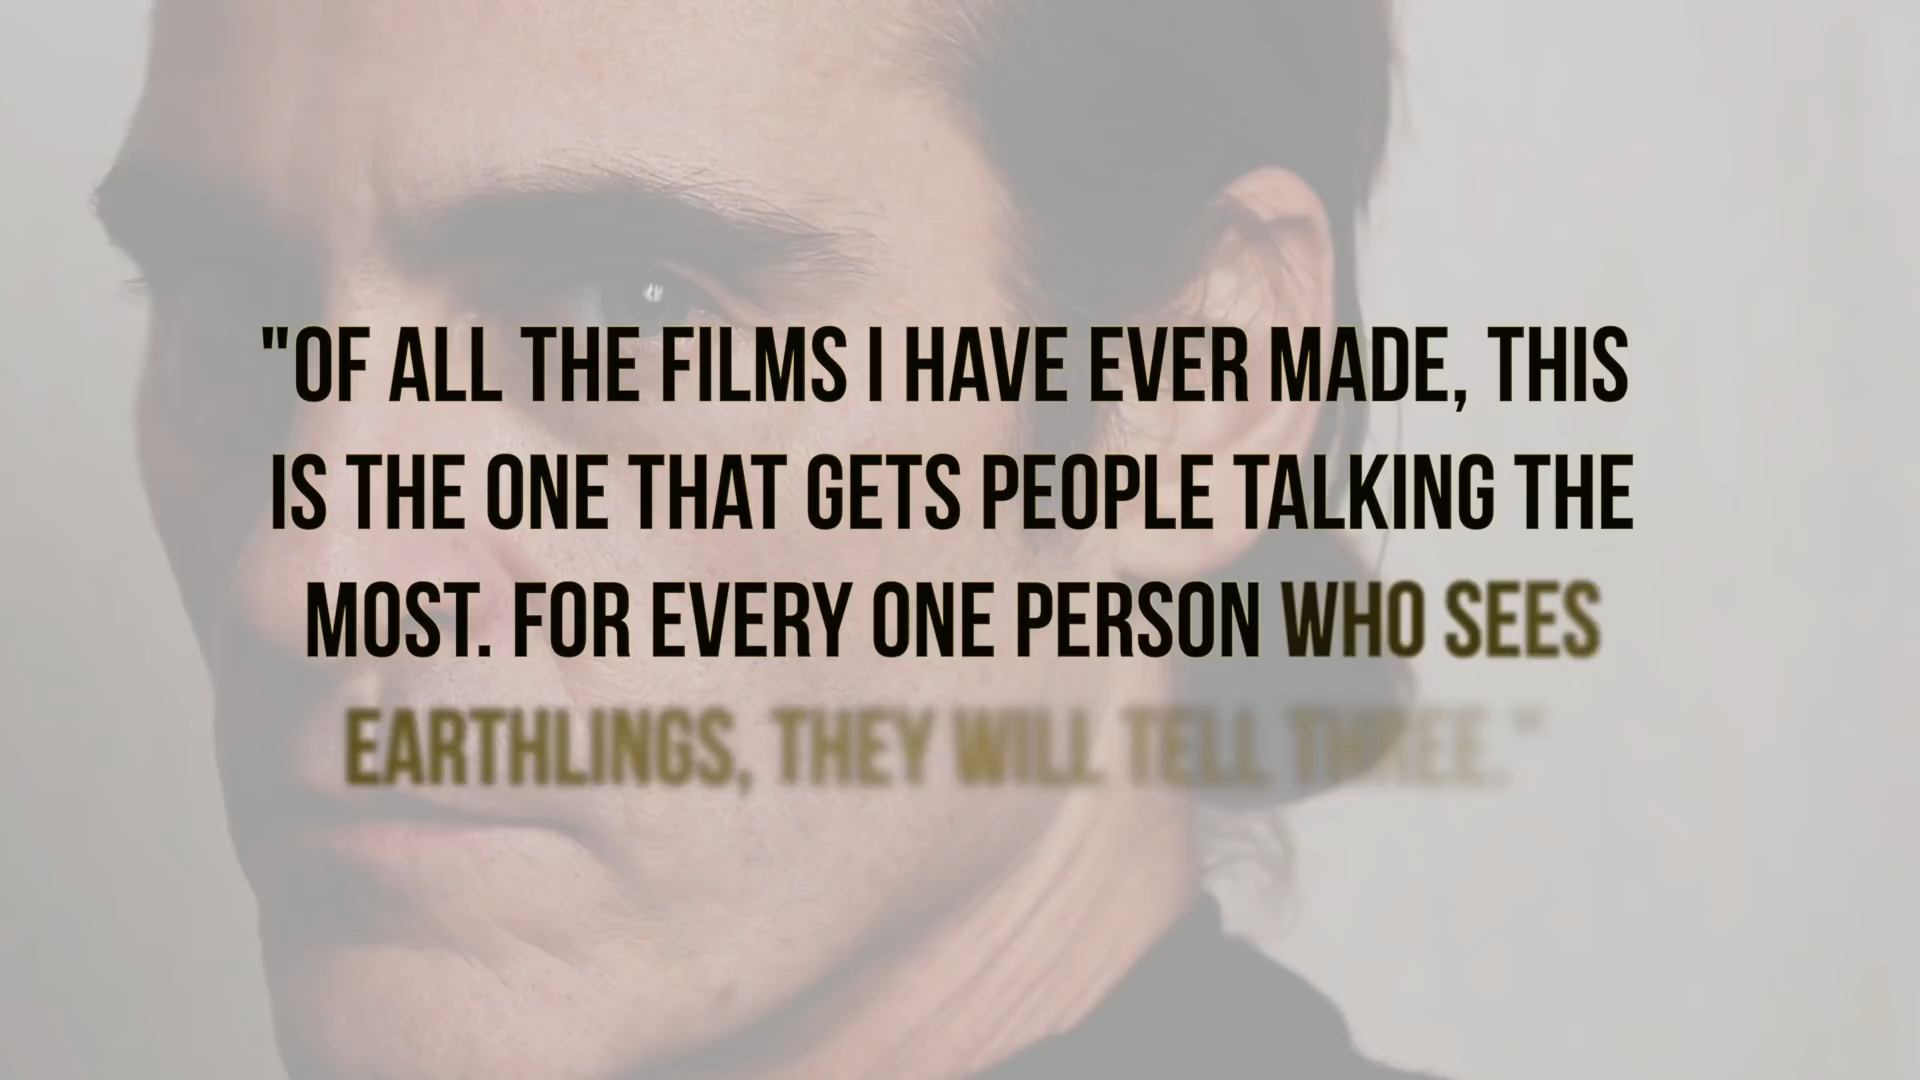 "OF ALL THE FILMS I HAVE EVER MADE, THIS
IS THE ONE THAT GETS PEOPLE TALKING THE
MOST. FOR EVERY ONE PERSON WHO SEES
EARTHLINGS, THEY WILL TELL THREE."